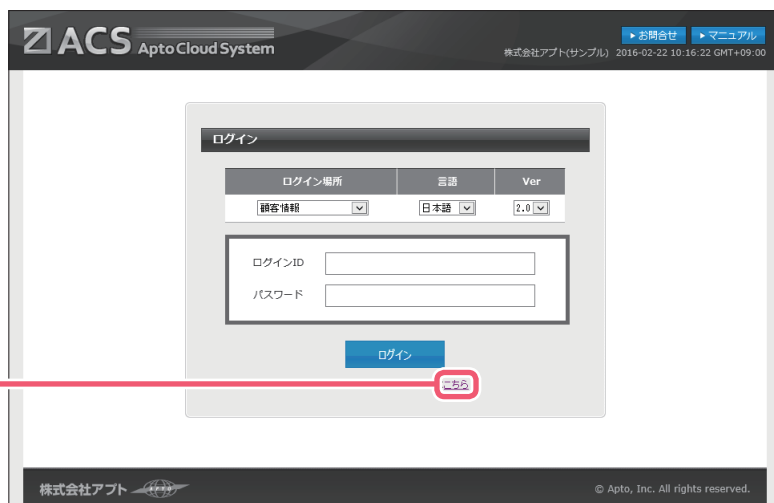 ACS Apto Cloud System
お問合せ マニュアル
株式会社アプト(サンプル) 2016-02-22 10:16:22 GMT+09:00
ログイン
ログイン場所 言語 Ver
顧客情報 日本語 2.0
ログインID
パスワード
ログイン
こちら
株式会社アプト
© Apto, Inc. All rights reserved.